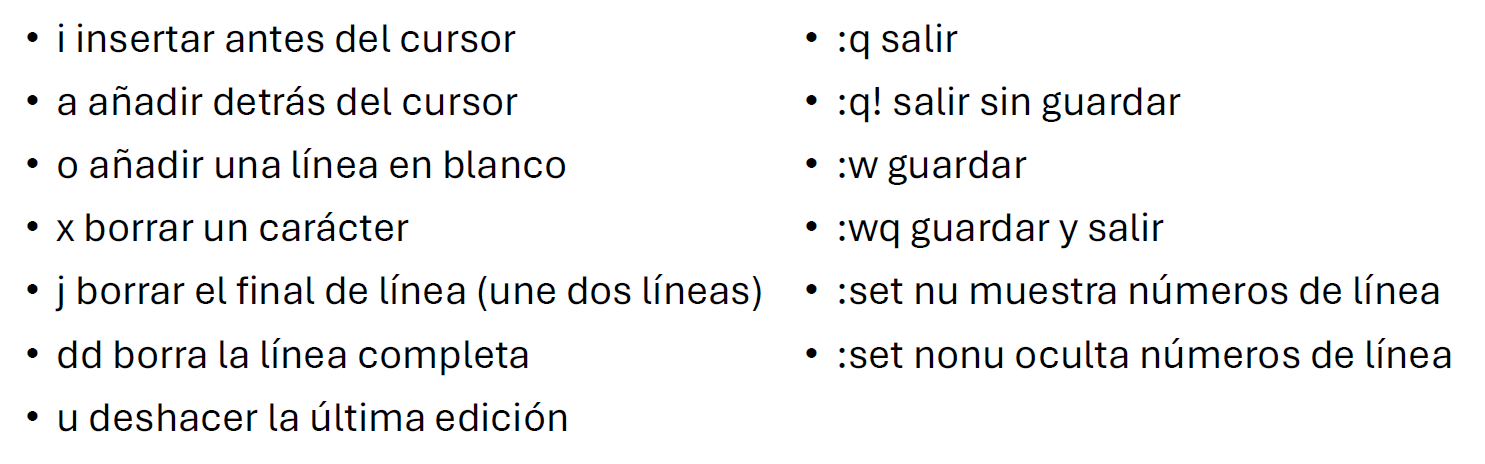 • i insertar antes del cursor
• a añadir detrás del cursor
• o añadir una línea en blanco
• x borrar un carácter
• j borrar el final de línea (une dos líneas)
• dd borra la línea completa
• u deshacer la última edición
• :q salir
• :q! salir sin guardar
• :w guardar
• :wq guardar y salir
• :set nu muestra números de línea
• :set nonu oculta números de línea